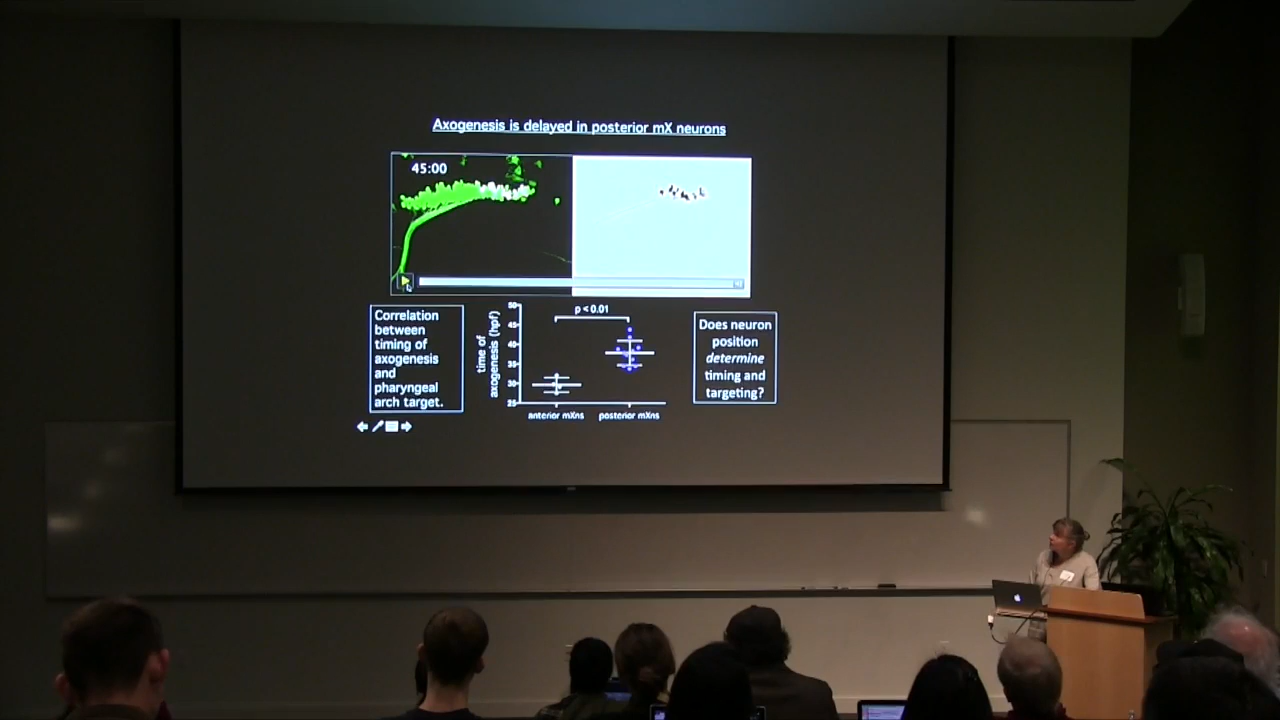 Axogenesis is delayed in posterior mX neurons
45:00
Correlation
between
timing of
axogenesis
and
pharyngeal
arch target.
time of
axogenesis (hpf)
50
45
40
35
30
25
p < 0.01
anterior mXns
posterior mXns
Does neuron
position
determine
timing and
targeting?